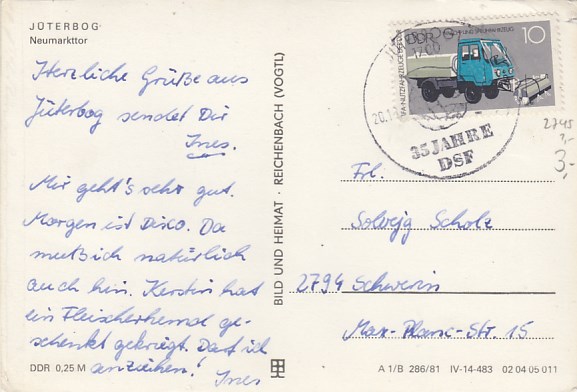 JÜTERBOG
Neumarkttor
Herzliche Grüße aus
Jüterbog sendet Dir
Ines.
Mir geht's sehr gut.
Morgen ist Disco. Da
muß ich natürlich
auch hin. Kerstin hat
ein Fleischerhemd ge-
schenkt gekriegt. Darf ich
anziehen!
Ines
DDR 0,25 M
BILD UND HEIMAT · REICHENBACH (VOGTL)
DDR
10
35 JAHRE
DSF
2745
3,-
Frl.
Solveig Scholz
2794 Schwerin
Max-Planc-Str. 15
A 1/B 286/81 IV-14-483 02 04 05 011